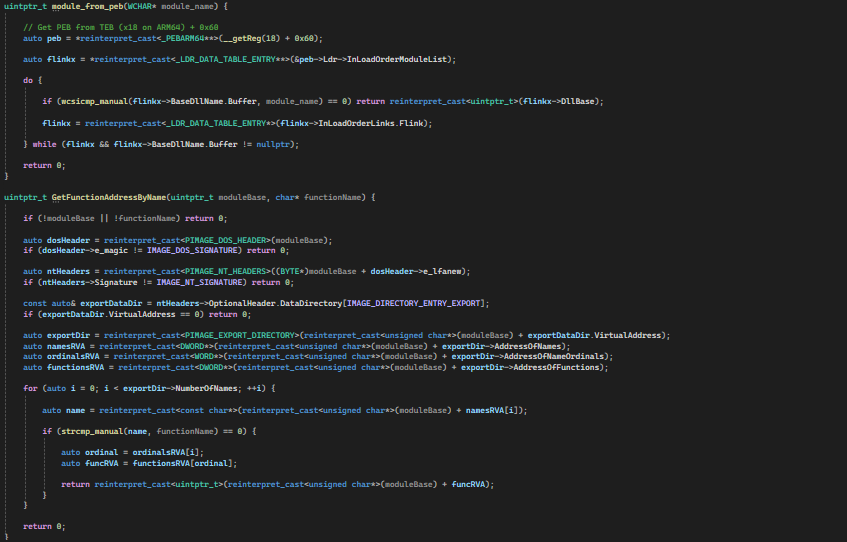 uintptr_t module_from_peb(WCHAR* module_name) {
// Get PEB from TEB (x18 on ARM64) + 0x60
auto peb = *reinterpret_cast<_PEBARM64**>(__getReg(18) + 0x60);
auto flinkx = *reinterpret_cast<_LDR_DATA_TABLE_ENTRY**>(&peb->Ldr->InLoadOrderModuleList);
do {
if (wcsicmp_manual(flinkx->BaseDllName.Buffer, module_name) == 0) return reinterpret_cast<uintptr_t>(flinkx->DllBase);
flinkx = reinterpret_cast<_LDR_DATA_TABLE_ENTRY*>(flinkx->InLoadOrderLinks.Flink);
} while (flinkx && flinkx->BaseDllName.Buffer != nullptr);
return 0;
}
uintptr_t GetFunctionAddressByName(uintptr_t moduleBase, char* functionName) {
if (!moduleBase || !functionName) return 0;
auto dosHeader = reinterpret_cast<PIMAGE_DOS_HEADER>(moduleBase);
if (dosHeader->e_magic != IMAGE_DOS_SIGNATURE) return 0;
auto ntHeaders = reinterpret_cast<PIMAGE_NT_HEADERS>((BYTE*)moduleBase + dosHeader->e_lfanew);
if (ntHeaders->Signature != IMAGE_NT_SIGNATURE) return 0;
const auto& exportDataDir = ntHeaders->OptionalHeader.DataDirectory[IMAGE_DIRECTORY_ENTRY_EXPORT];
if (exportDataDir.VirtualAddress == 0) return 0;
auto exportDir = reinterpret_cast<PIMAGE_EXPORT_DIRECTORY>(reinterpret_cast<unsigned char*>(moduleBase) + exportDataDir.VirtualAddress);
auto namesRVA = reinterpret_cast<DWORD*>(reinterpret_cast<unsigned char*>(moduleBase) + exportDir->AddressOfNames);
auto ordinalsRVA = reinterpret_cast<WORD*>(reinterpret_cast<unsigned char*>(moduleBase) + exportDir->AddressOfNameOrdinals);
auto functionsRVA = reinterpret_cast<DWORD*>(reinterpret_cast<unsigned char*>(moduleBase) + exportDir->AddressOfFunctions);
for (auto i = 0; i < exportDir->NumberOfNames; ++i) {
auto name = reinterpret_cast<const char*>(reinterpret_cast<unsigned char*>(moduleBase) + namesRVA[i]);
if (strcmp_manual(name, functionName) == 0) {
auto ordinal = ordinalsRVA[i];
auto funcRVA = functionsRVA[ordinal];
return reinterpret_cast<uintptr_t>(reinterpret_cast<unsigned char*>(moduleBase) + funcRVA);
}
}
return 0;
}